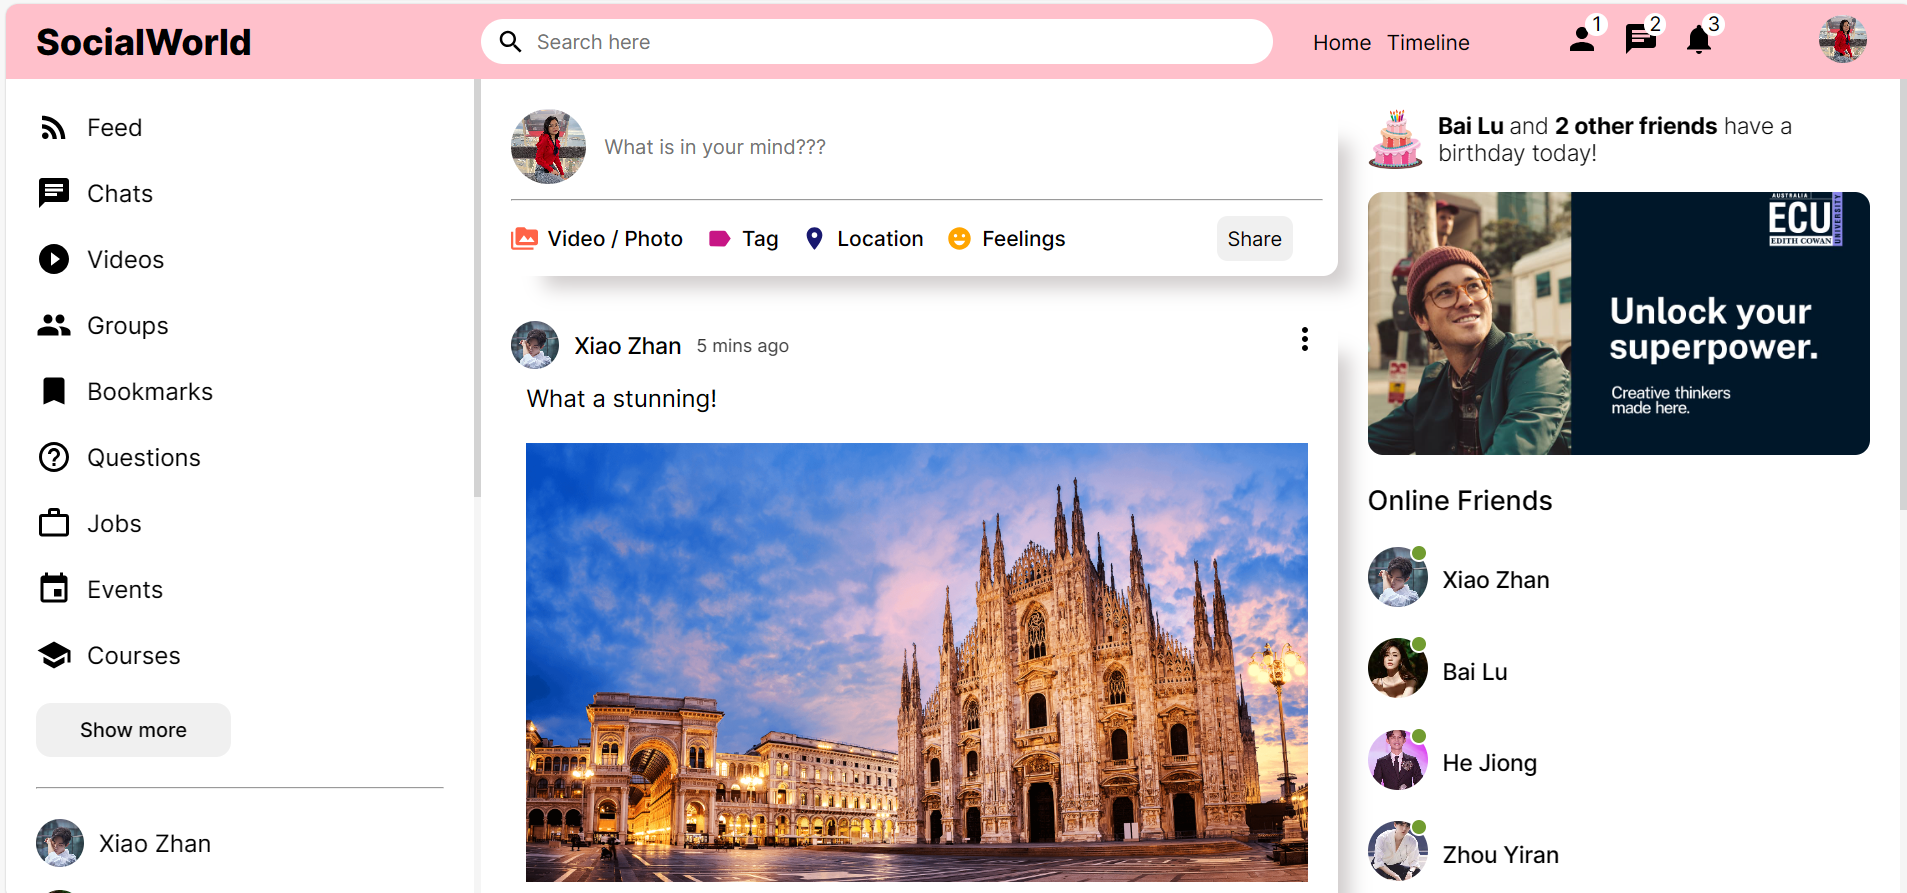 SocialWorld
Search here
Home Timeline
1
2
3
Feed
Chats
Videos
Groups
Bookmarks
Questions
Jobs
Events
Courses
Show more
Xiao Zhan
What is in your mind???
Video / Photo
Tag
Location
Feelings
Share
Xiao Zhan 5 mins ago
What a stunning!
Bai Lu and 2 other friends have a
birthday today!
AUSTRALIA
ECU
EDITH COWAN
UNIVERSITY
Unlock your
superpower.
Creative thinkers
made here.
Online Friends
Xiao Zhan
Bai Lu
He Jiong
Zhou Yiran